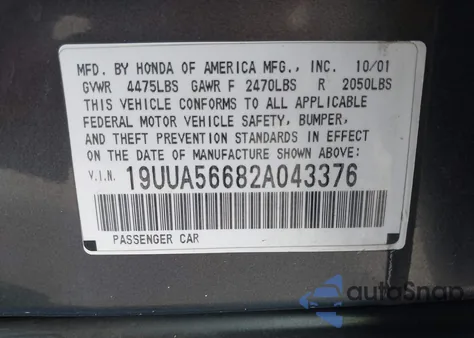 MFD. BY HONDA OF AMERICA MFG., INC. 10/01
GVWR 4475LBS GAWR F 2470LBS R 2050LBS
THIS VEHICLE CONFORMS TO ALL APPLICABLE
FEDERAL MOTOR VEHICLE SAFETY, BUMPER,
AND THEFT PREVENTION STANDARDS IN EFFECT
ON THE DATE OF MANUFACTURE SHOWN ABOVE:
V.I.N. 19UUA56682A043376
PASSENGER CAR
autoSnap